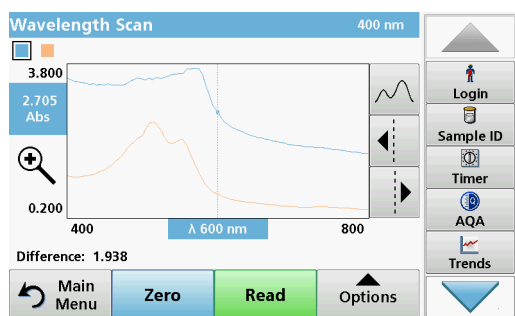 Wavelength Scan 400 nm
3.800
2.705
Abs
0.200
400 λ 600 nm 800
Difference: 1.938
Main
Menu
Zero
Read
Options
Login
Sample ID
Timer
AQA
Trends